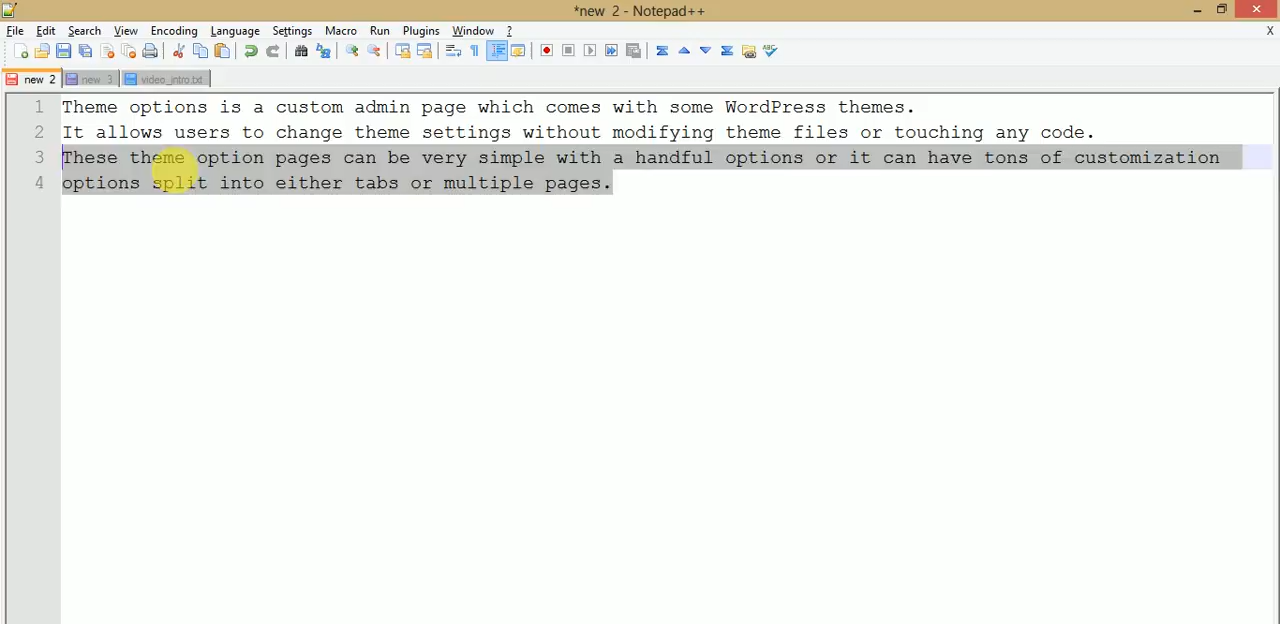 *new 2 - Notepad++
File Edit Search View Encoding Language Settings Macro Run Plugins Window ? X
new 2 new 3 video_intro.txt
1 Theme options is a custom admin page which comes with some WordPress themes.
2 It allows users to change theme settings without modifying theme files or touching any code.
3 These theme option pages can be very simple with a handful options or it can have tons of customization
4 options split into either tabs or multiple pages.